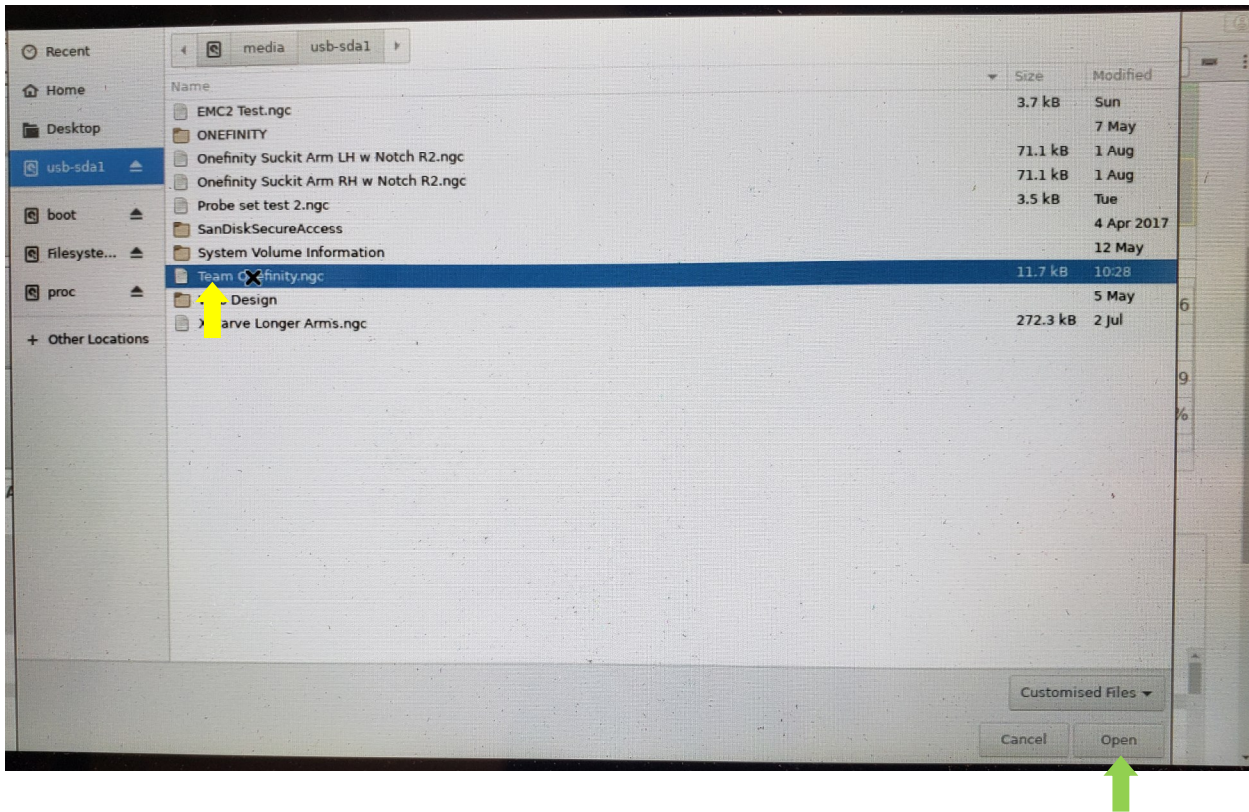 Recent
Home
Desktop
usb-sda1
boot
Filesyste...
proc
+ Other Locations
media usb-sda1
Name Size Modified
EMC2 Test.ngc 3.7 kB Sun
ONEFINITY 7 May
Onefinity Suckit Arm LH w Notch R2.ngc 71.1 kB 1 Aug
Onefinity Suckit Arm RH w Notch R2.ngc 71.1 kB 1 Aug
Probe set test 2.ngc 3.5 kB Tue
SanDiskSecureAccess 4 Apr 2017
System Volume Information 12 May
Team 11.7 kB 10:28
Design 5 May
Longer Arms.ngc 272.3 kB 2 Jul
6
9
%
Customised Files
Cancel Open